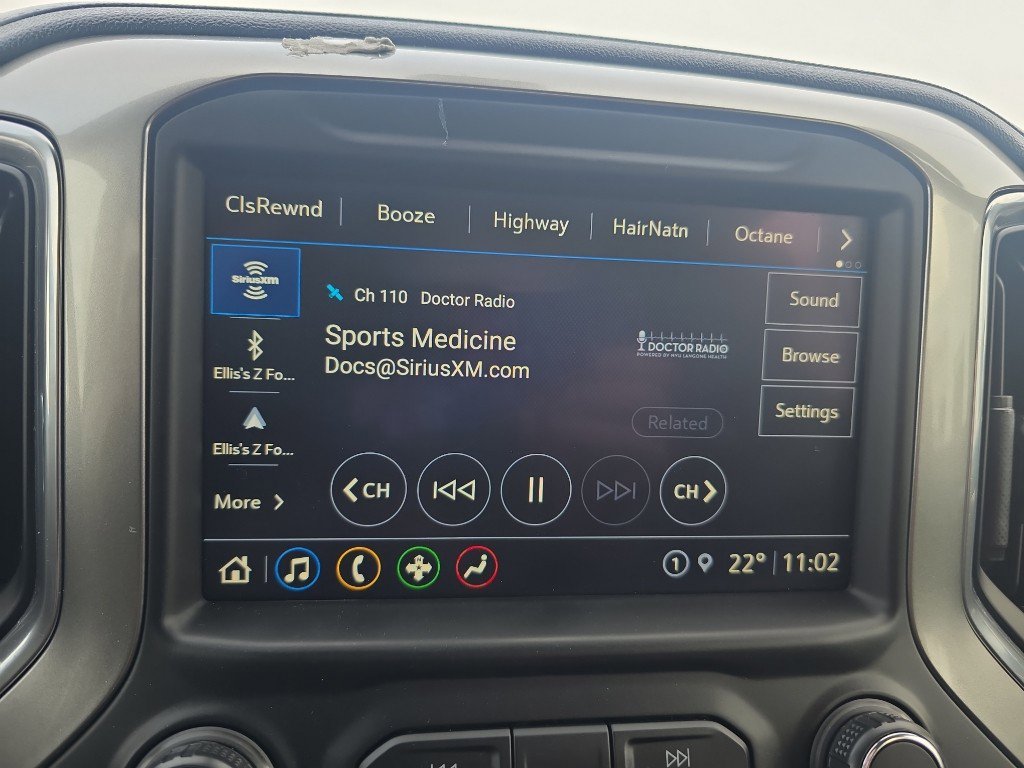 ClsRewnd
Booze
Highway
HairNatn
Octane
SiriusXM
Ch 110 Doctor Radio
Sound
Sports Medicine
DOCTOR RADIO
POWERED BY NYU LANGONE HEALTH
Browse
Docs@SiriusXM.com
Ellis's Z Fo...
Settings
Related
Ellis's Z Fo...
More
CH
CH
1
22° 11:02